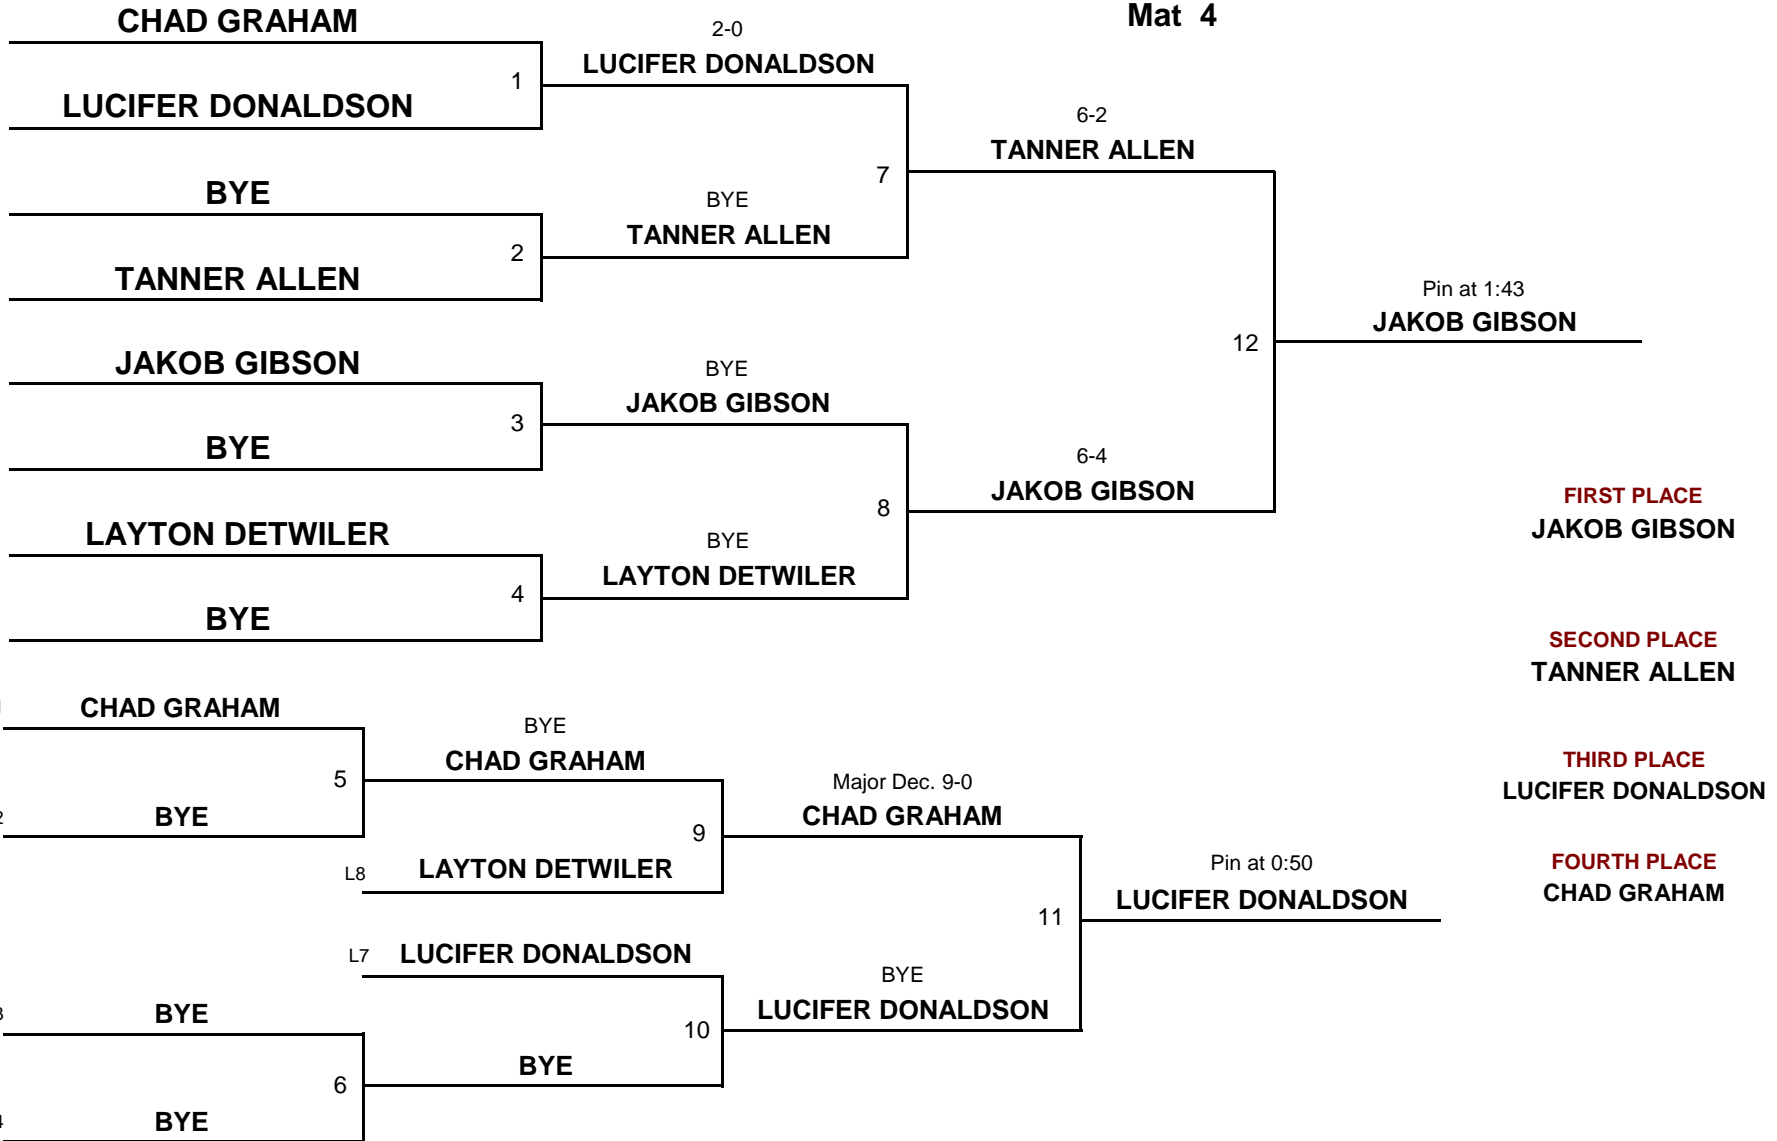 Mat 4
CHAD GRAHAM
1
LUCIFER DONALDSON
2-0
LUCIFER DONALDSON
BYE
2
TANNER ALLEN
BYE
TANNER ALLEN
7
6-2
TANNER ALLEN
JAKOB GIBSON
3
BYE
BYE
JAKOB GIBSON
LAYTON DETWILER
4
BYE
BYE
LAYTON DETWILER
8
6-4
JAKOB GIBSON
12
Pin at 1:43
JAKOB GIBSON
FIRST PLACE
JAKOB GIBSON
SECOND PLACE
TANNER ALLEN
THIRD PLACE
LUCIFER DONALDSON
FOURTH PLACE
CHAD GRAHAM
CHAD GRAHAM
5
BYE
BYE
CHAD GRAHAM
9
L8 LAYTON DETWILER
Major Dec. 9-0
CHAD GRAHAM
L7 LUCIFER DONALDSON
10
BYE
BYE
6
BYE
BYE
LUCIFER DONALDSON
11
Pin at 0:50
LUCIFER DONALDSON